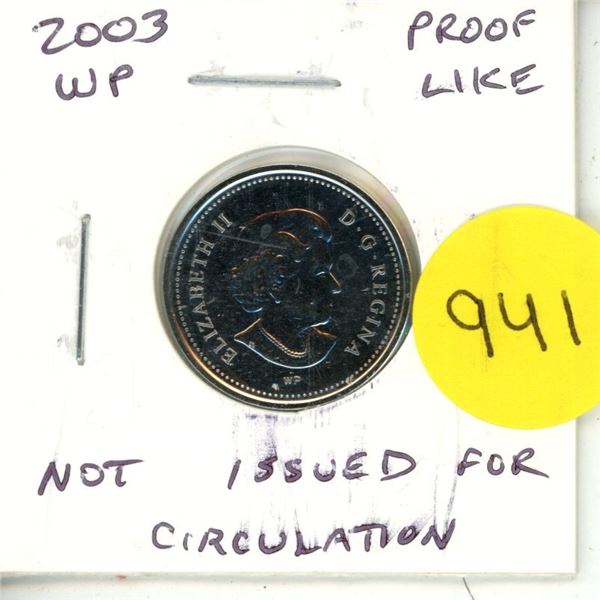 2003 PROOF
WP LIKE
ELIZABETH II D·G·REGINA
WP
941
NOT ISSUED FOR
CIRCULATION